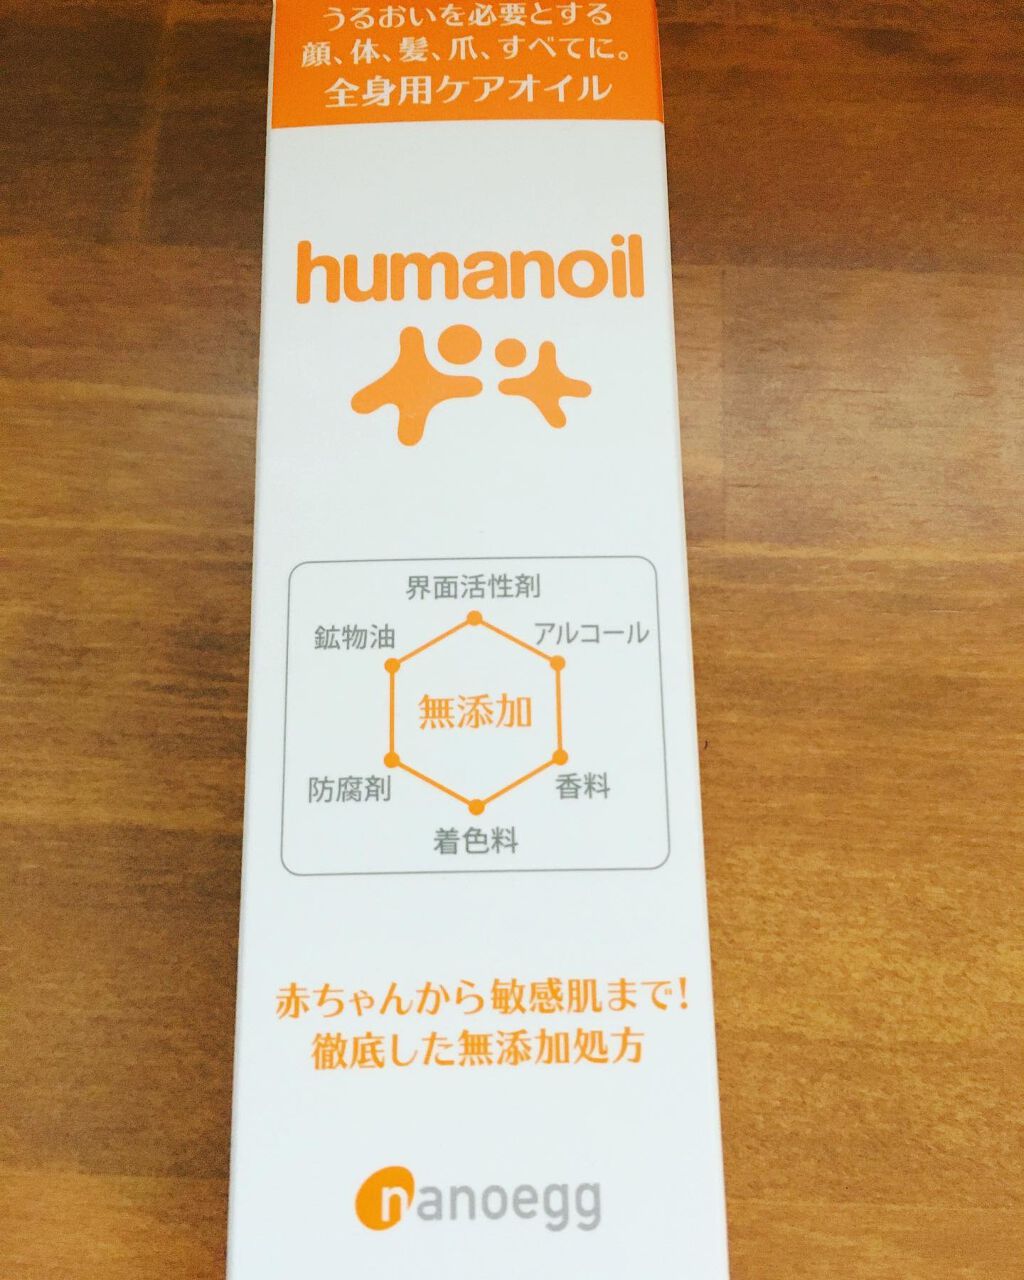 うるおいを必要とする
顔、体、髪、爪、すべてに。
全身用ケアオイル
humanoil
界面活性剤
鉱物油
アルコール
無添加
防腐剤
香料
着色料
赤ちゃんから敏感肌まで!
徹底した無添加処方
nanoegg